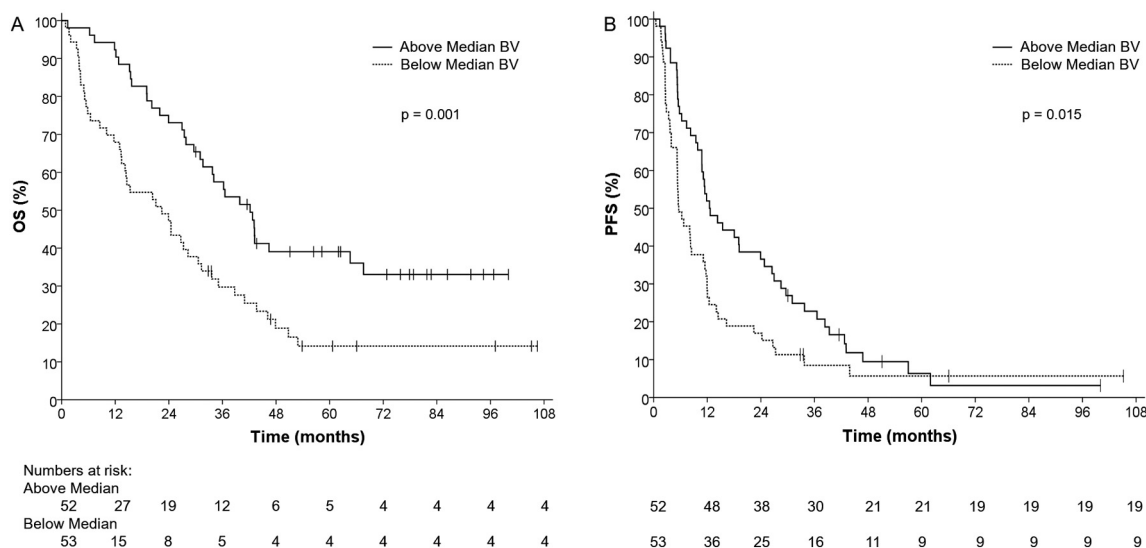 A
100
90
80
70
60
50
40
30
20
10
0
OS (%)
0 12 24 36 48 60 72 84 96 108
Time (months)
Above Median BV
Below Median BV
p = 0.001
B
100
90
80
70
60
50
40
30
20
10
0
PFS (%)
0 12 24 36 48 60 72 84 96 108
Time (months)
Above Median BV
Below Median BV
p = 0.015
Numbers at risk:
Above Median
52 27 19 12 6 5 4 4 4 4
Below Median
53 15 8 5 4 4 4 4 4 4
52 48 38 30 21 21 19 19 19 19
53 36 25 16 11 9 9 9 9 9